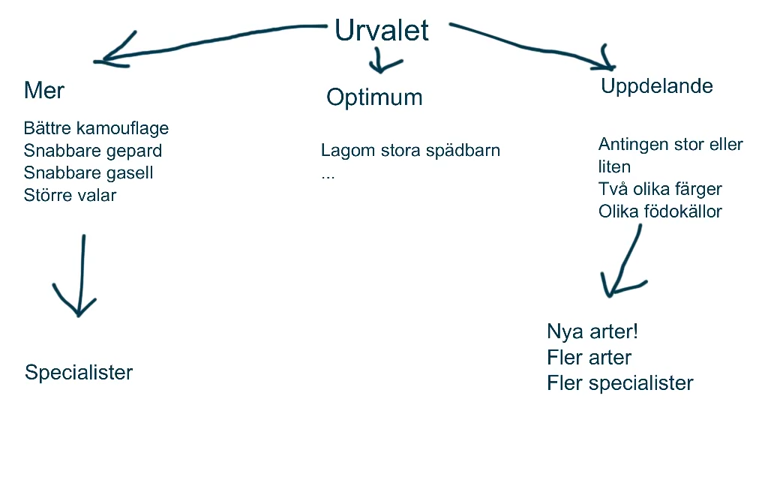 Urvalet
Mer
Bättre kamouflage
Snabbare gepard
Snabbare gasell
Större valar
Specialister
Optimum
Lagom stora spädbarn
...
Uppdelande
Antingen stor eller
liten
Två olika färger
Olika födokällor
Nya arter!
Fler arter
Fler specialister